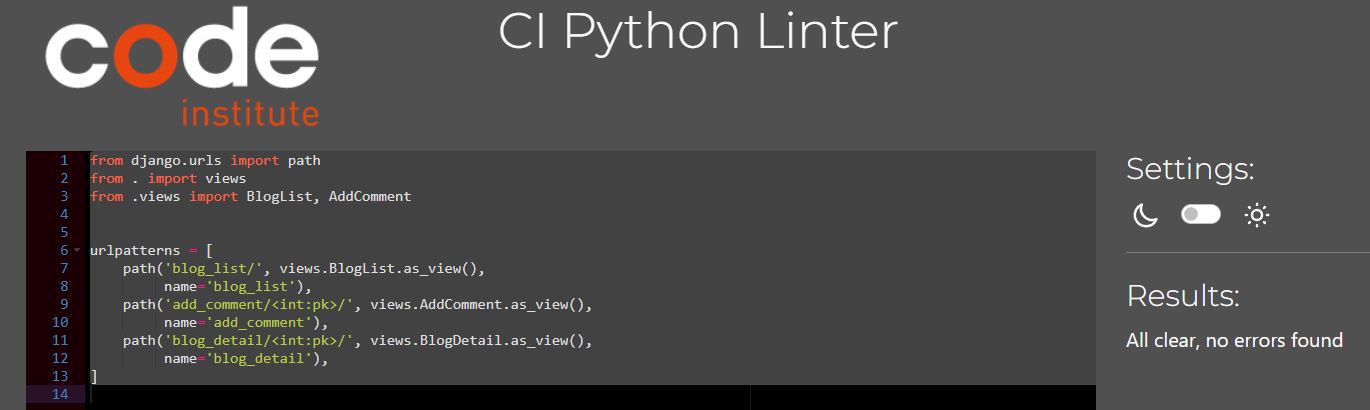 code
institute
CI Python Linter
1 from django.urls import path
2 from . import views
3 from .views import BlogList, AddComment
4
5
6 urlpatterns = [
7     path('blog_list/', views.BlogList.as_view(),
8          name='blog_list'),
9     path('add_comment/<int:pk>/', views.AddComment.as_view(),
10          name='add_comment'),
11     path('blog_detail/<int:pk>/', views.BlogDetail.as_view(),
12          name='blog_detail'),
13 ]
14
Settings:
Results:
All clear, no errors found